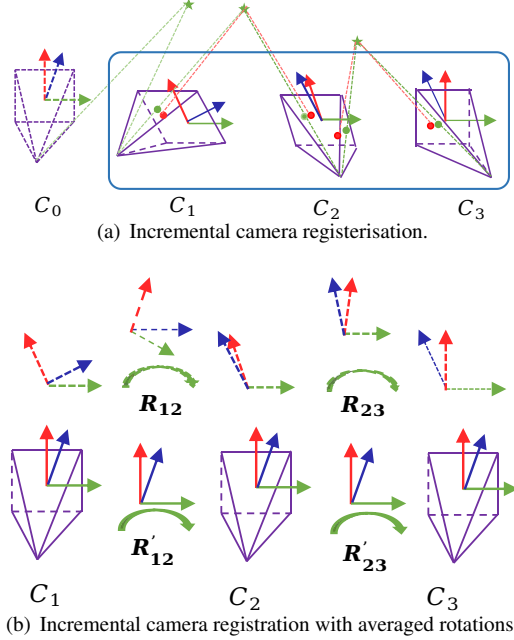 C0 C1 C2 C3
(a) Incremental camera registerisation.
R12 R23
R'12 R'23
C1 C2 C3
(b) Incremental camera registration with averaged rotations